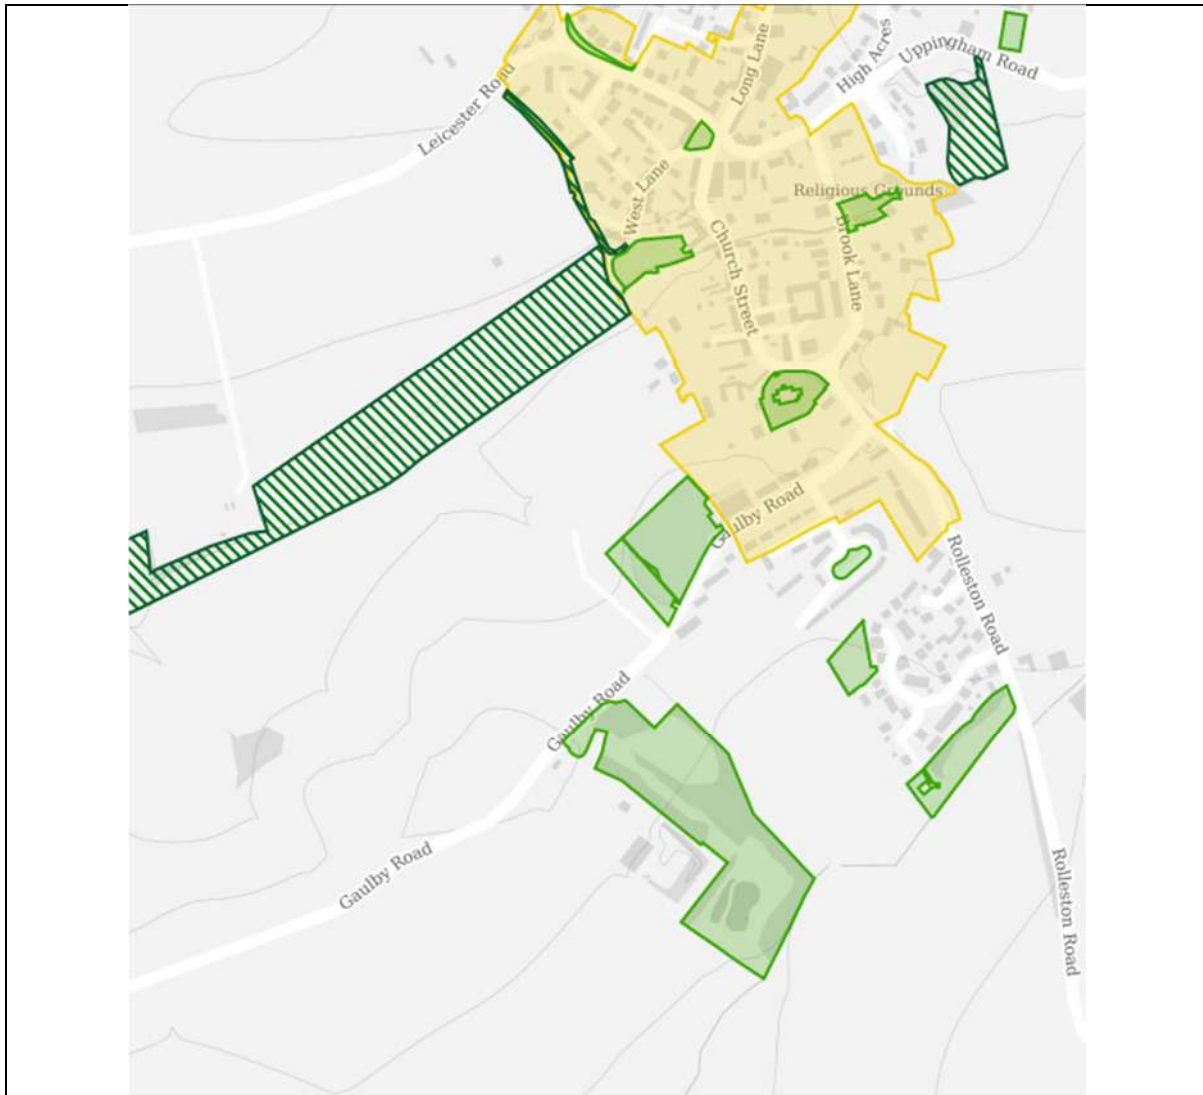 Long Lane
High Acres
Uppingham Road
Leicester Road
West Lane
Religious Grounds
Church Street
Brook Lane
Gaulby Road
Rolleston Road
Gaulby Road
Gaulby Road
Rolleston Road